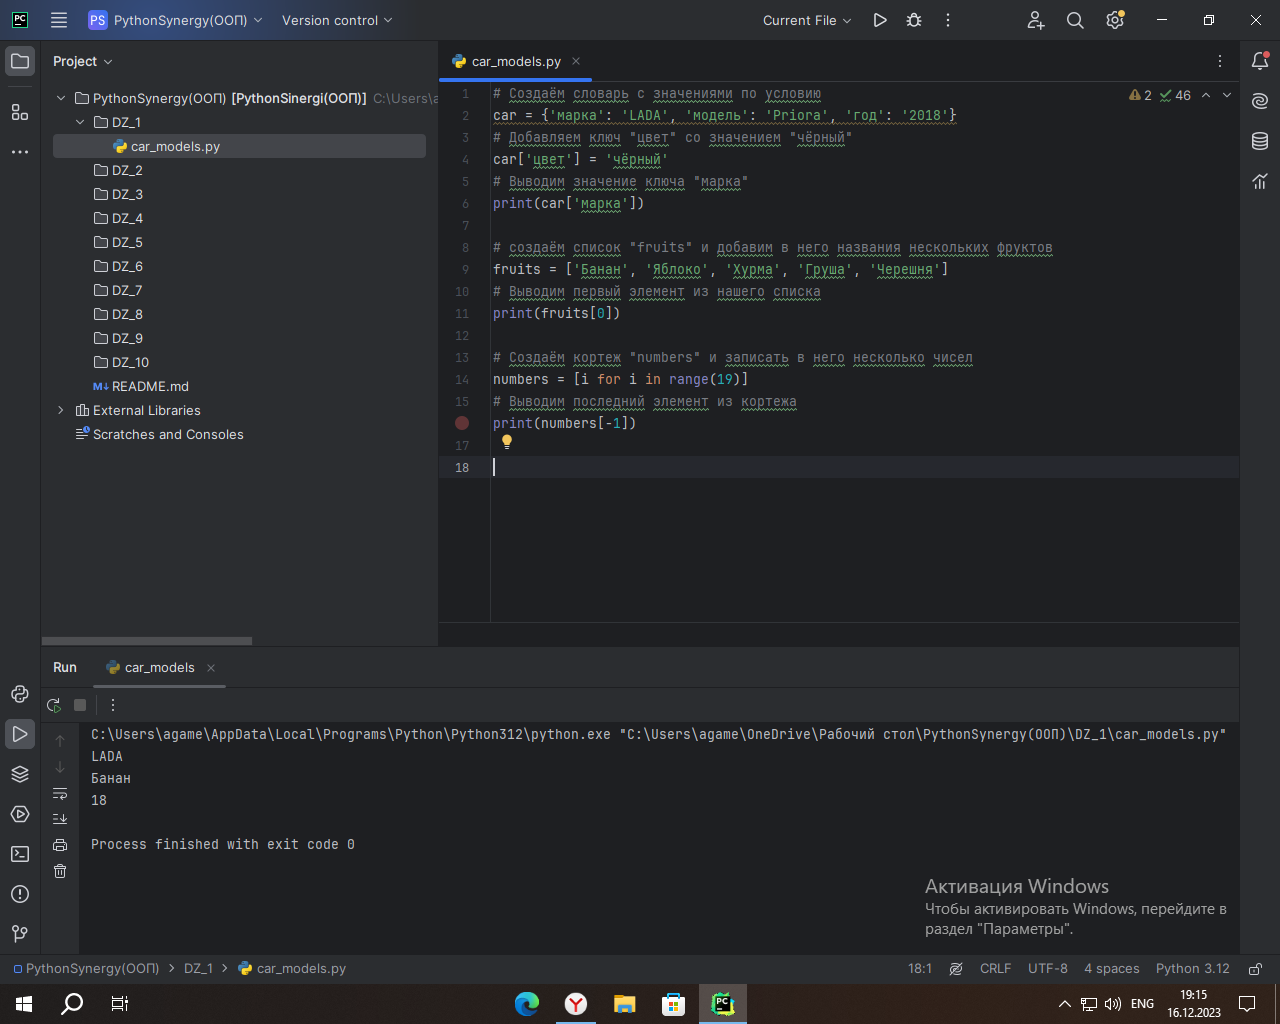 PC PS PythonSynergy(ООП) Version control Current File
Project
car_models.py
PythonSynergy(ООП) [PythonSinergi(ООП)] C:\Users\a
DZ_1
car_models.py
DZ_2
DZ_3
DZ_4
DZ_5
DZ_6
DZ_7
DZ_8
DZ_9
DZ_10
README.md
External Libraries
Scratches and Consoles
2 46
1 # Создаём словарь с значениями по условию
2 car = {'марка': 'LADA', 'модель': 'Priora', 'год': '2018'}
3 # Добавляем ключ "цвет" со значением "чёрный"
4 car['цвет'] = 'чёрный'
5 # Выводим значение ключа "марка"
6 print(car['марка'])
7
8 # создаём список "fruits" и добавим в него названия нескольких фруктов
9 fruits = ['Банан', 'Яблоко', 'Хурма', 'Груша', 'Черешня']
10 # Выводим первый элемент из нашего списка
11 print(fruits[0])
12
13 # Создаём кортеж "numbers" и записать в него несколько чисел
14 numbers = [i for i in range(19)]
15 # Выводим последний элемент из кортежа
print(numbers[-1])
17
18
Run car_models
C:\Users\agame\AppData\Local\Programs\Python\Python312\python.exe "C:\Users\agame\OneDrive\Рабочий стол\PythonSynergy(ООП)\DZ_1\car_models.py"
LADA
Банан
18
Process finished with exit code 0
Активация Windows
Чтобы активировать Windows, перейдите в
раздел "Параметры".
PythonSynergy(ООП) DZ_1 car_models.py 18:1 CRLF UTF-8 4 spaces Python 3.12
PC ENG 19:15
16.12.2023